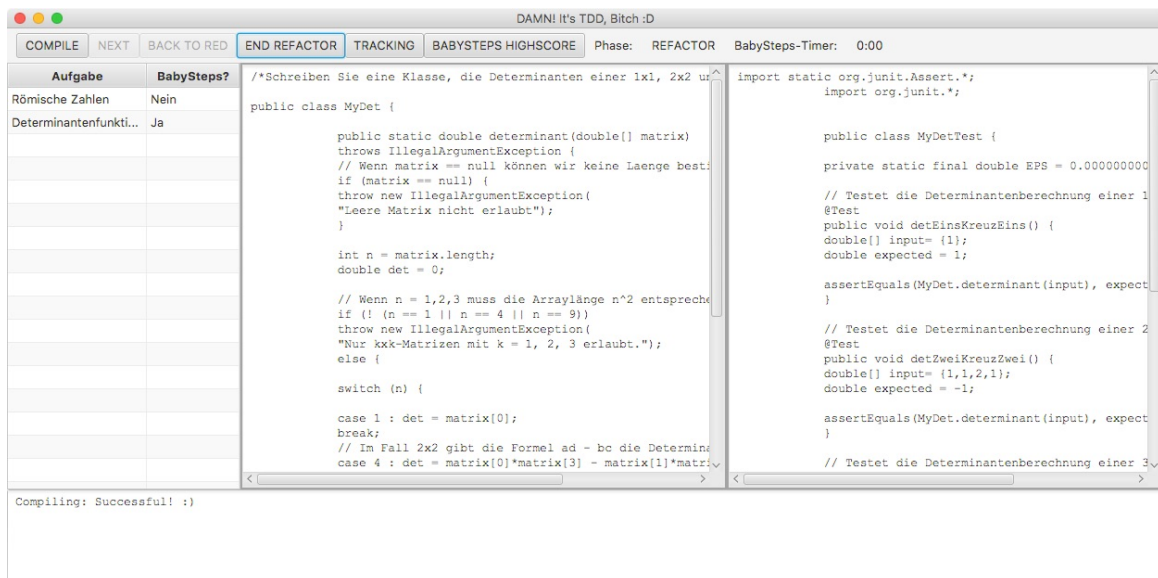 DAMN! It's TDD, Bitch :D
COMPILE NEXT BACK TO RED END REFACTOR TRACKING BABYSTEPS HIGHSCORE Phase: REFACTOR BabySteps-Timer: 0:00
Aufgabe BabySteps?
Römische Zahlen Nein
Determinantenfunkti... Ja
/*Schreiben Sie eine Klasse, die Determinanten einer 1x1, 2x2
public class MyDet {
public static double determinant(double[] matrix)
throws IllegalArgumentException {
// Wenn matrix == null können wir keine Laenge besti
if (matrix == null) {
throw new IllegalArgumentException(
"Leere Matrix nicht erlaubt");
}
int n = matrix.length;
double det = 0;
// Wenn n = 1,2,3 muss die Arraylänge n^2 entspreche
if (! (n == 1 || n == 4 || n == 9))
throw new IllegalArgumentException(
"Nur kxk-Matrizen mit k = 1, 2, 3 erlaubt.");
else {
switch (n) {
case 1 : det = matrix[0];
break;
// Im Fall 2x2 gibt die Formel ad - bc die Determina
case 4 : det = matrix[0]*matrix[3] - matrix[1]*matri
import static org.junit.Assert.*;
import org.junit.*;
public class MyDetTest {
private static final double EPS = 0.000000000
// Testet die Determinantenberechnung einer 1
@Test
public void detEinsKreuzEins() {
double[] input= {1};
double expected = 1;
assertEquals(MyDet.determinant(input), expect
}
// Testet die Determinantenberechnung einer 2
@Test
public void detZweiKreuzZwei() {
double[] input= {1,1,2,1};
double expected = -1;
assertEquals(MyDet.determinant(input), expect
}
// Testet die Determinantenberechnung einer 3
Compiling: Successful! :)